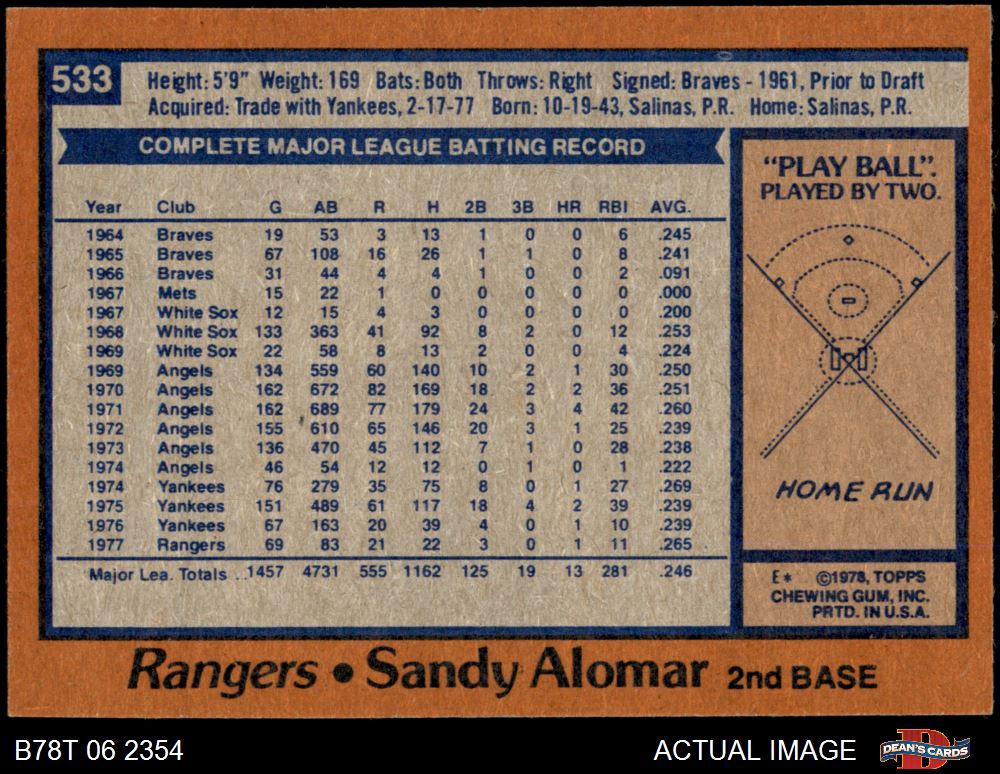 533
Height: 5'9" Weight: 169 Bats: Both Throws: Right Signed: Braves - 1961, Prior to Draft
Acquired: Trade with Yankees, 2-17-77 Born: 10-19-43, Salinas, P.R. Home: Salinas, P.R.
COMPLETE MAJOR LEAGUE BATTING RECORD
Year Club G AB R H 2B 3B HR RBI AVG.
1964 Braves 19 53 3 13 1 0 0 6 .245
1965 Braves 67 108 16 26 1 1 0 8 .241
1966 Braves 31 44 4 4 1 0 0 2 .091
1967 Mets 15 22 1 0 0 0 0 0 .000
1967 White Sox 12 15 4 3 0 0 0 0 .200
1968 White Sox 133 363 41 92 8 2 0 12 .253
1969 White Sox 22 58 8 13 2 0 0 4 .224
1969 Angels 134 559 60 140 10 2 1 30 .250
1970 Angels 162 672 82 169 18 2 2 36 .251
1971 Angels 162 689 77 179 24 3 4 42 .260
1972 Angels 155 610 65 146 20 3 1 25 .239
1973 Angels 136 470 45 112 7 1 0 28 .238
1974 Angels 46 54 12 12 0 1 0 1 .222
1974 Yankees 76 279 35 75 8 0 1 27 .269
1975 Yankees 151 489 61 117 18 4 2 39 .239
1976 Yankees 67 163 20 39 4 0 1 10 .239
1977 Rangers 69 83 21 22 3 0 1 11 .265
Major Lea. Totals ..1457 4731 555 1162 125 19 13 281 .246
"PLAY BALL".
PLAYED BY TWO.
HOME RUN
E* ©1978, TOPPS
CHEWING GUM, INC.
PRTD. IN U.S.A.
Rangers • Sandy Alomar 2nd BASE
B78T 06 2354
ACTUAL IMAGE
DEAN'S CARDS